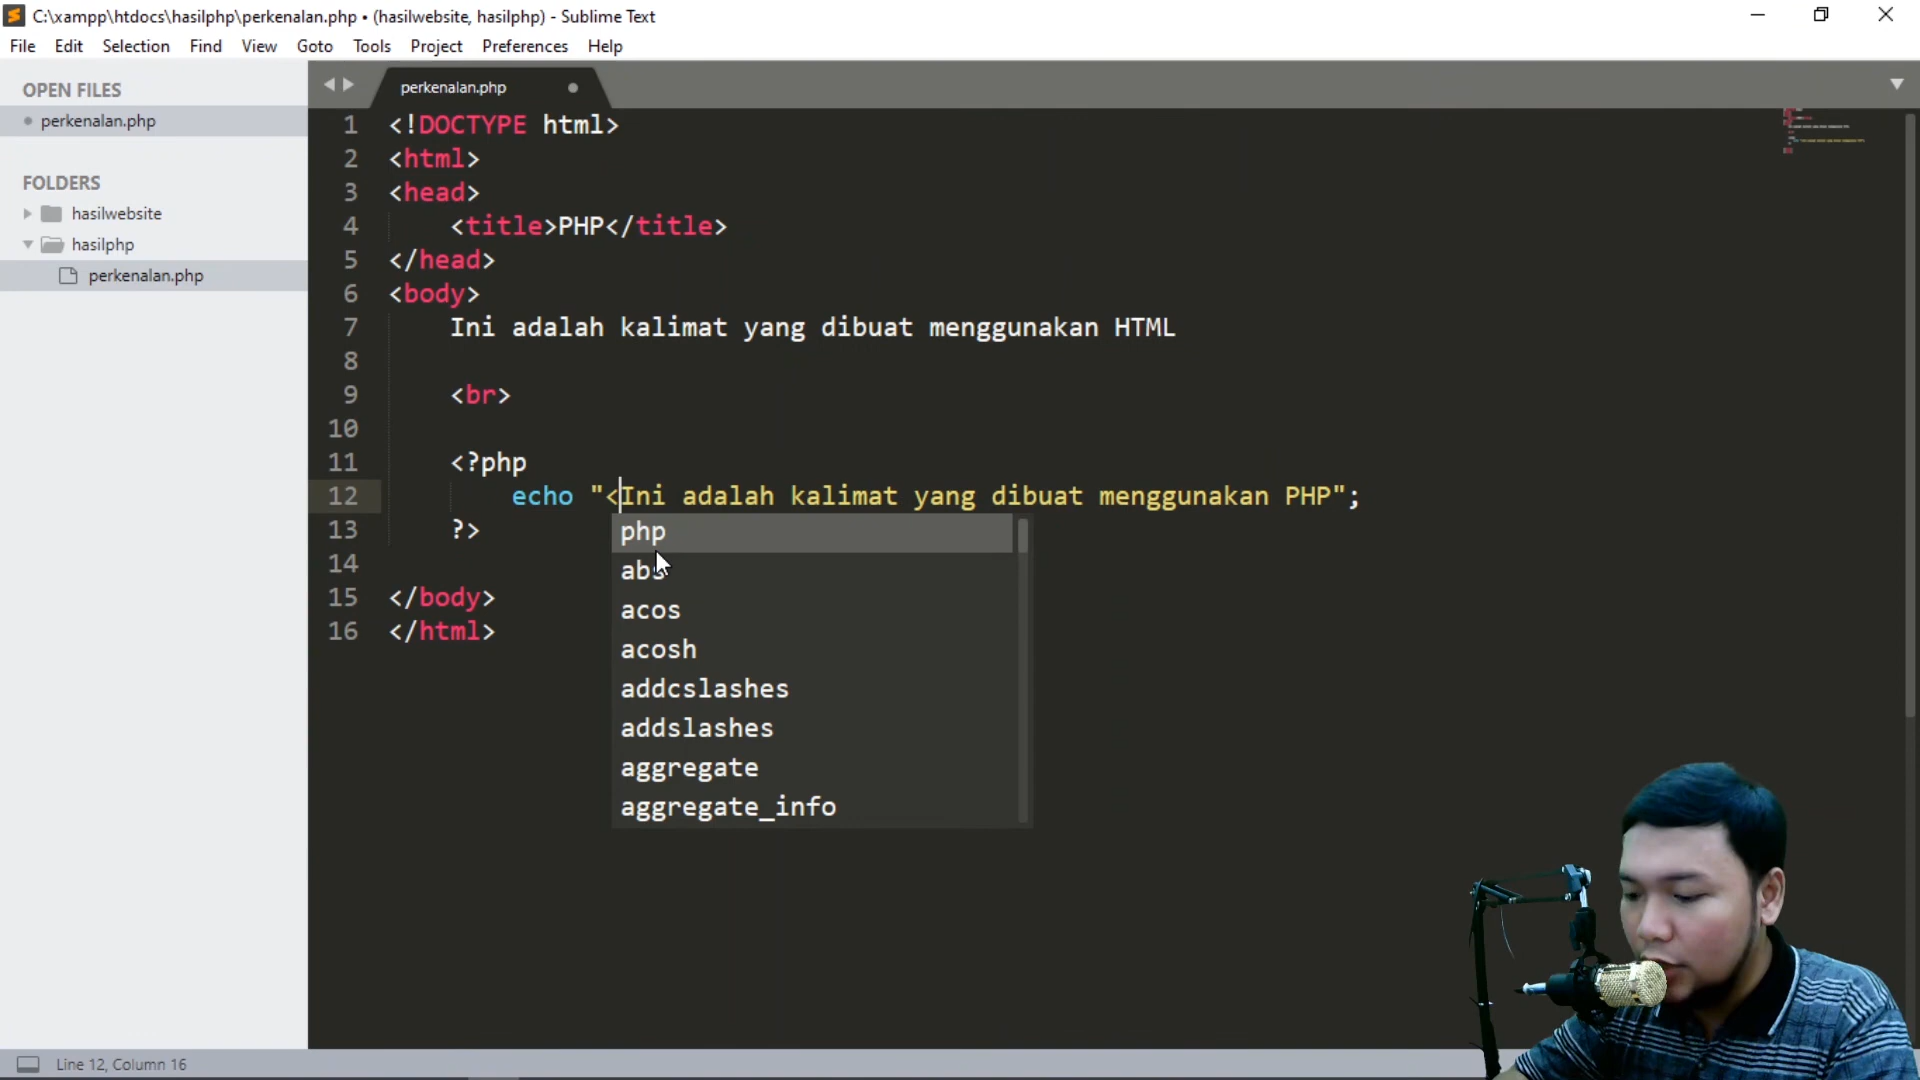 C:\xampp\htdocs\hasilphp\perkenalan.php • (hasilwebsite, hasilphp) - Sublime Text
File Edit Selection Find View Goto Tools Project Preferences Help
OPEN FILES
perkenalan.php
FOLDERS
hasilwebsite
hasilphp
perkenalan.php
perkenalan.php
1 <!DOCTYPE html>
2 <html>
3 <head>
4 <title>PHP</title>
5 </head>
6 <body>
7 Ini adalah kalimat yang dibuat menggunakan HTML
8
9 <br>
10
11 <?php
12 echo "<Ini adalah kalimat yang dibuat menggunakan PHP";
13 ?>
14
15 </body>
16 </html>
php
abs
acos
acosh
addcslashes
addslashes
aggregate
aggregate_info
Line 12, Column 16